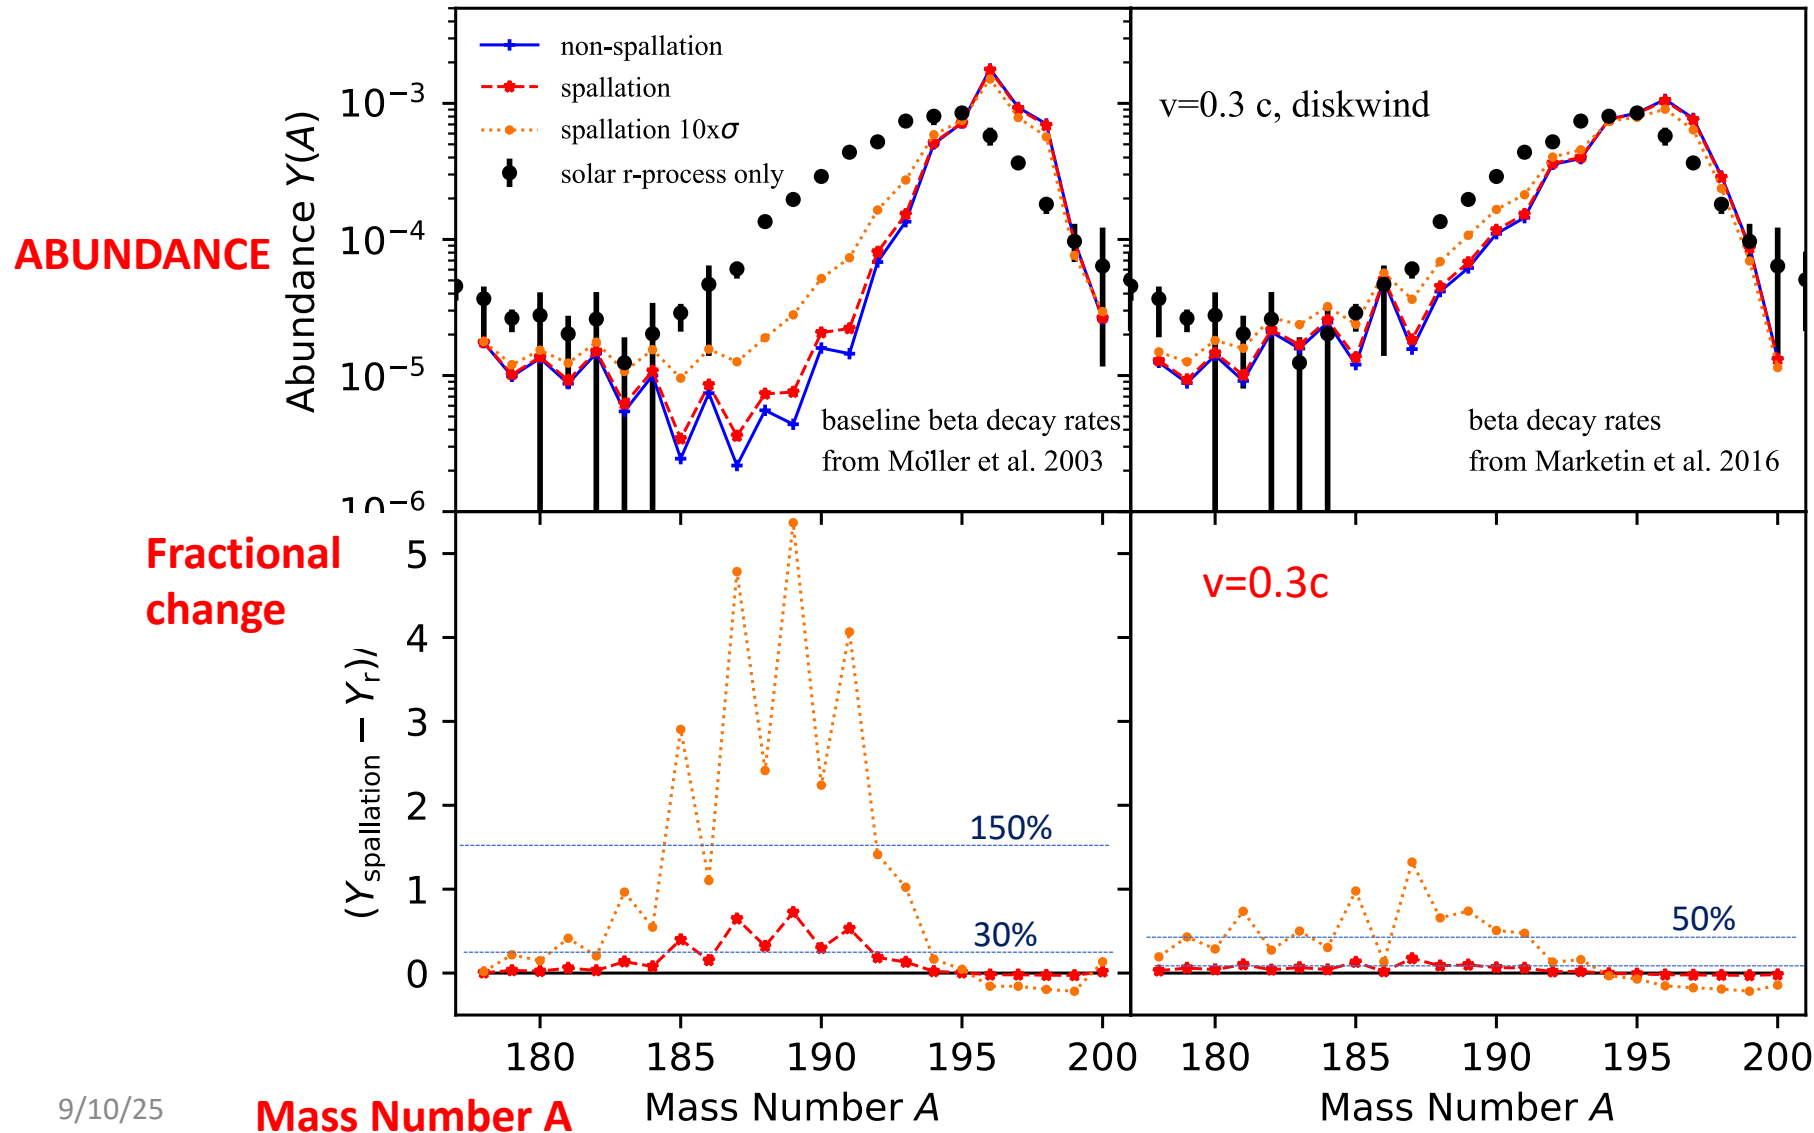 non-spallation
spallation
spallation 10xσ
solar r-process only
v=0.3 c, diskwind
ABUNDANCE
Abundance Y(A)
10⁻³
10⁻⁴
10⁻⁵
10⁻⁶
baseline beta decay rates
from Möller et al. 2003
beta decay rates
from Marketin et al. 2016
Fractional
change
v=0.3c
(Y_spallation − Y_r)/
5
4
3
2
1
0
150%
30%
50%
180 185 190 195 200
180 185 190 195 200
Mass Number A
Mass Number A
Mass Number A
9/10/25